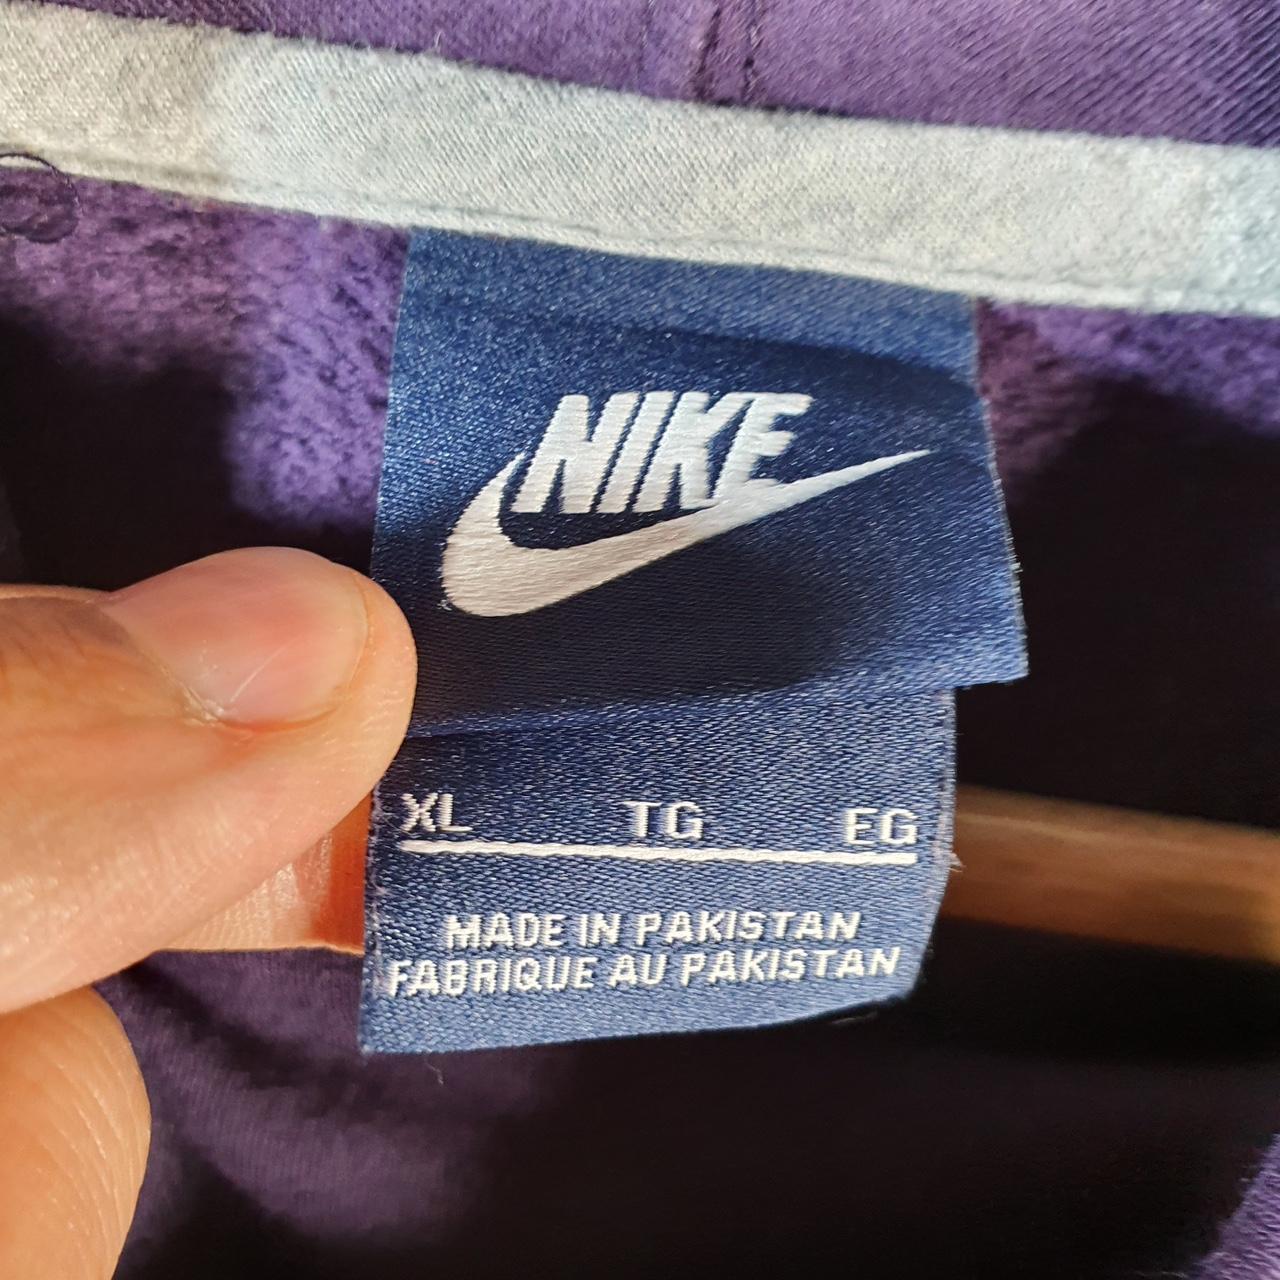 NIKE
XL TG EG
MADE IN PAKISTAN
FABRIQUE AU PAKISTAN